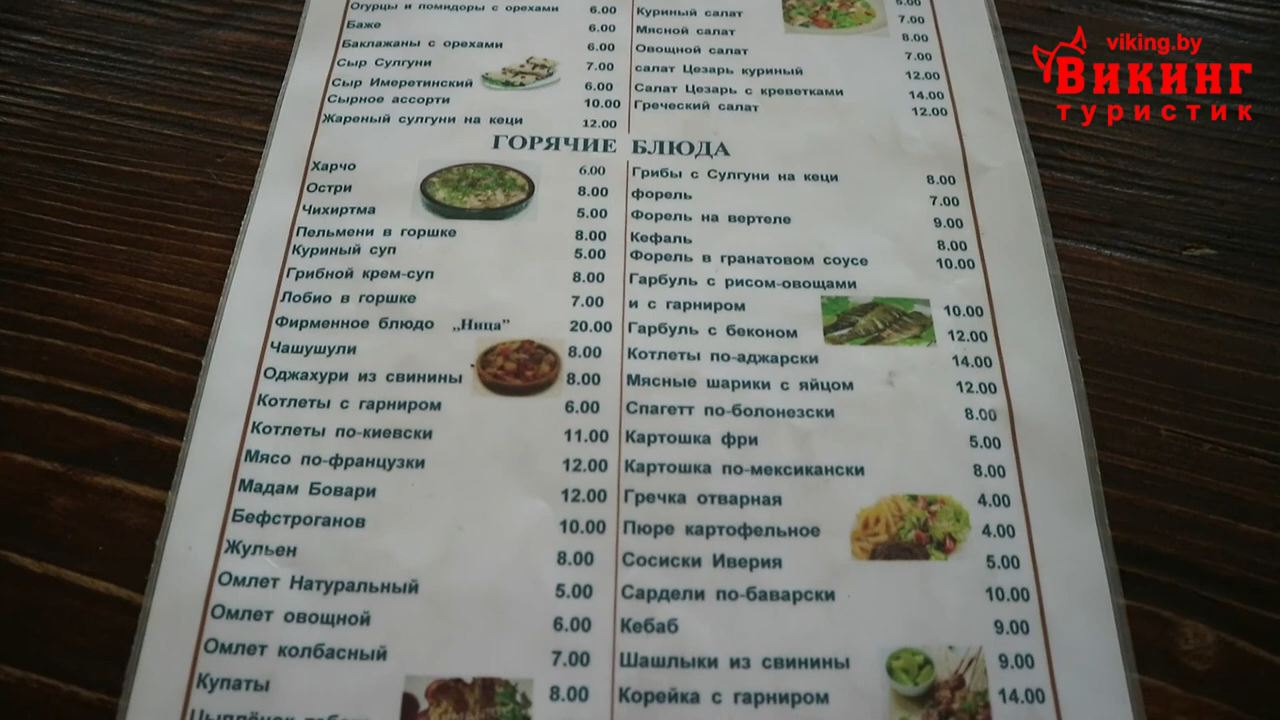 Огурцы и помидоры с орехами 6.00
Баже 6.00
Баклажаны с орехами 6.00
Сыр Сулгуни 7.00
Сыр Имеретинский 6.00
Сырное ассорти 10.00
Жареный сулгуни на кеци 12.00
5.00
Куриный салат 7.00
Мясной салат 8.00
Овощной салат 7.00
салат Цезарь куриный 12.00
Салат Цезарь с креветками 14.00
Греческий салат 12.00
viking.by
Викинг
туристик
ГОРЯЧИЕ БЛЮДА
Харчо 6.00
Остри 8.00
Чихиртма 5.00
Пельмени в горшке 8.00
Куриный суп 5.00
Грибной крем-суп 8.00
Лобио в горшке 7.00
Фирменное блюдо „Ница” 20.00
Чашушули 8.00
Оджахури из свинины 8.00
Котлеты с гарниром 6.00
Котлеты по-киевски 11.00
Мясо по-французки 12.00
Мадам Бовари 12.00
Бефстроганов 10.00
Жульен 8.00
Омлет Натуральный 5.00
Омлет овощной 6.00
Омлет колбасный 7.00
Купаты 8.00
Грибы с Сулгуни на кеци 8.00
форель 7.00
Форель на вертеле 9.00
Кефаль 8.00
Форель в гранатовом соусе 10.00
Гарбуль с рисом-овощами
и с гарниром 10.00
Гарбуль с беконом 12.00
Котлеты по-аджарски 14.00
Мясные шарики с яйцом 12.00
Спагетт по-болонезски 8.00
Картошка фри 5.00
Картошка по-мексикански 8.00
Гречка отварная 4.00
Пюре картофельное 4.00
Сосиски Иверия 5.00
Сардели по-баварски 10.00
Кебаб 9.00
Шашлыки из свинины 9.00
Корейка с гарниром 14.00